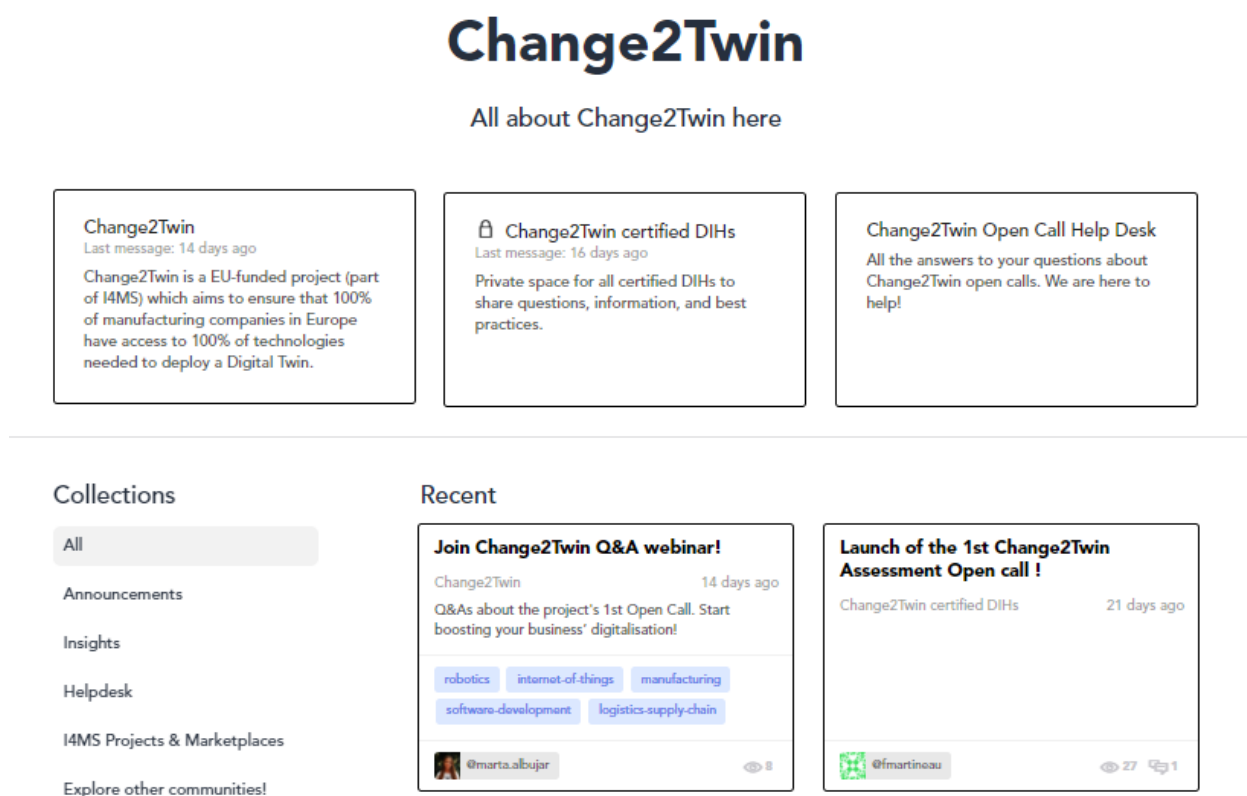 Change2Twin
All about Change2Twin here
Change2Twin
Last message: 14 days ago
Change2Twin is a EU-funded project (part
of I4MS) which aims to ensure that 100%
of manufacturing companies in Europe
have access to 100% of technologies
needed to deploy a Digital Twin.
Change2Twin certified DIHs
Last message: 16 days ago
Private space for all certified DIHs to
share questions, information, and best
practices.
Change2Twin Open Call Help Desk
All the answers to your questions about
Change2Twin open calls. We are here to
help!
Collections
All
Announcements
Insights
Helpdesk
I4MS Projects & Marketplaces
Explore other communities!
Recent
Join Change2Twin Q&A webinar!
Change2Twin 14 days ago
Q&As about the project's 1st Open Call. Start
boosting your business' digitalisation!
robotics internet-of-things manufacturing
software-development logistics-supply-chain
@marta.albujar 8
Launch of the 1st Change2Twin
Assessment Open call !
Change2Twin certified DIHs 21 days ago
@fmartineau 27 1